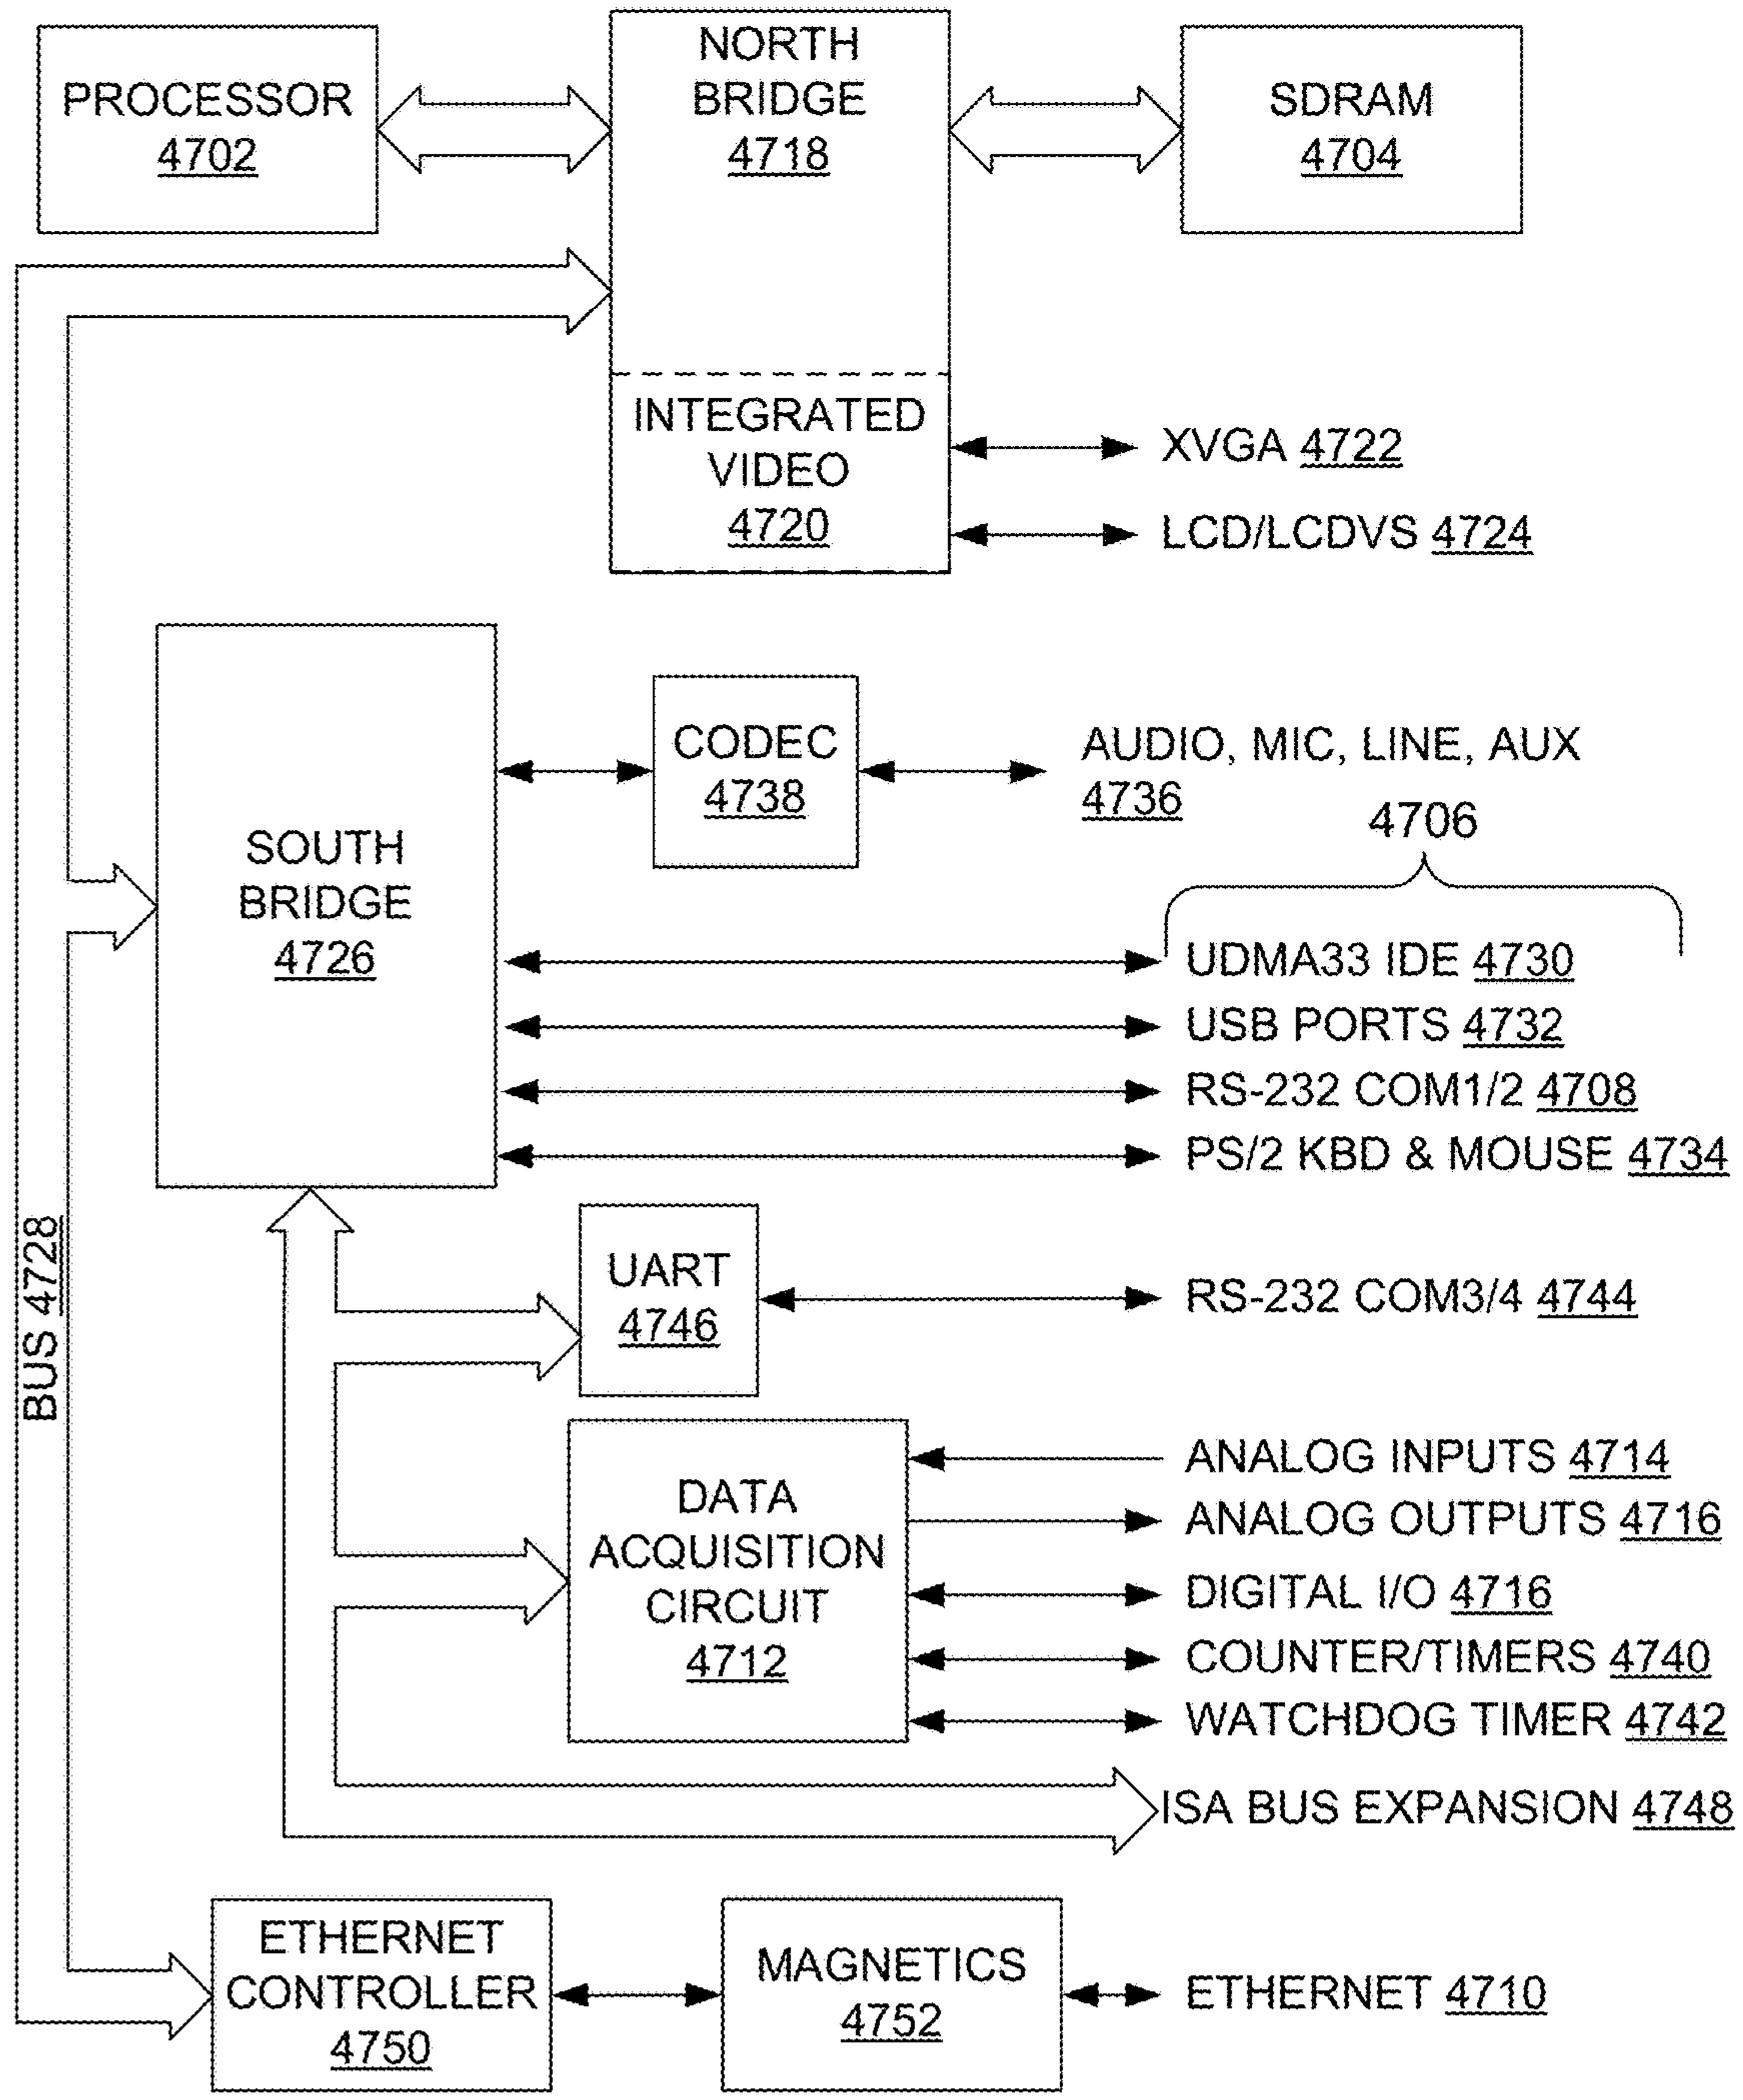 PROCESSOR
4702
NORTH
BRIDGE
4718
SDRAM
4704
INTEGRATED
VIDEO
4720
XVGA 4722
LCD/LCDVS 4724
SOUTH
BRIDGE
4726
CODEC
4738
AUDIO, MIC, LINE, AUX
4736
4706
UDMA33 IDE 4730
USB PORTS 4732
RS-232 COM1/2 4708
PS/2 KBD & MOUSE 4734
BUS 4728
UART
4746
RS-232 COM3/4 4744
DATA
ACQUISITION
CIRCUIT
4712
ANALOG INPUTS 4714
ANALOG OUTPUTS 4716
DIGITAL I/O 4716
COUNTER/TIMERS 4740
WATCHDOG TIMER 4742
ISA BUS EXPANSION 4748
ETHERNET
CONTROLLER
4750
MAGNETICS
4752
ETHERNET 4710